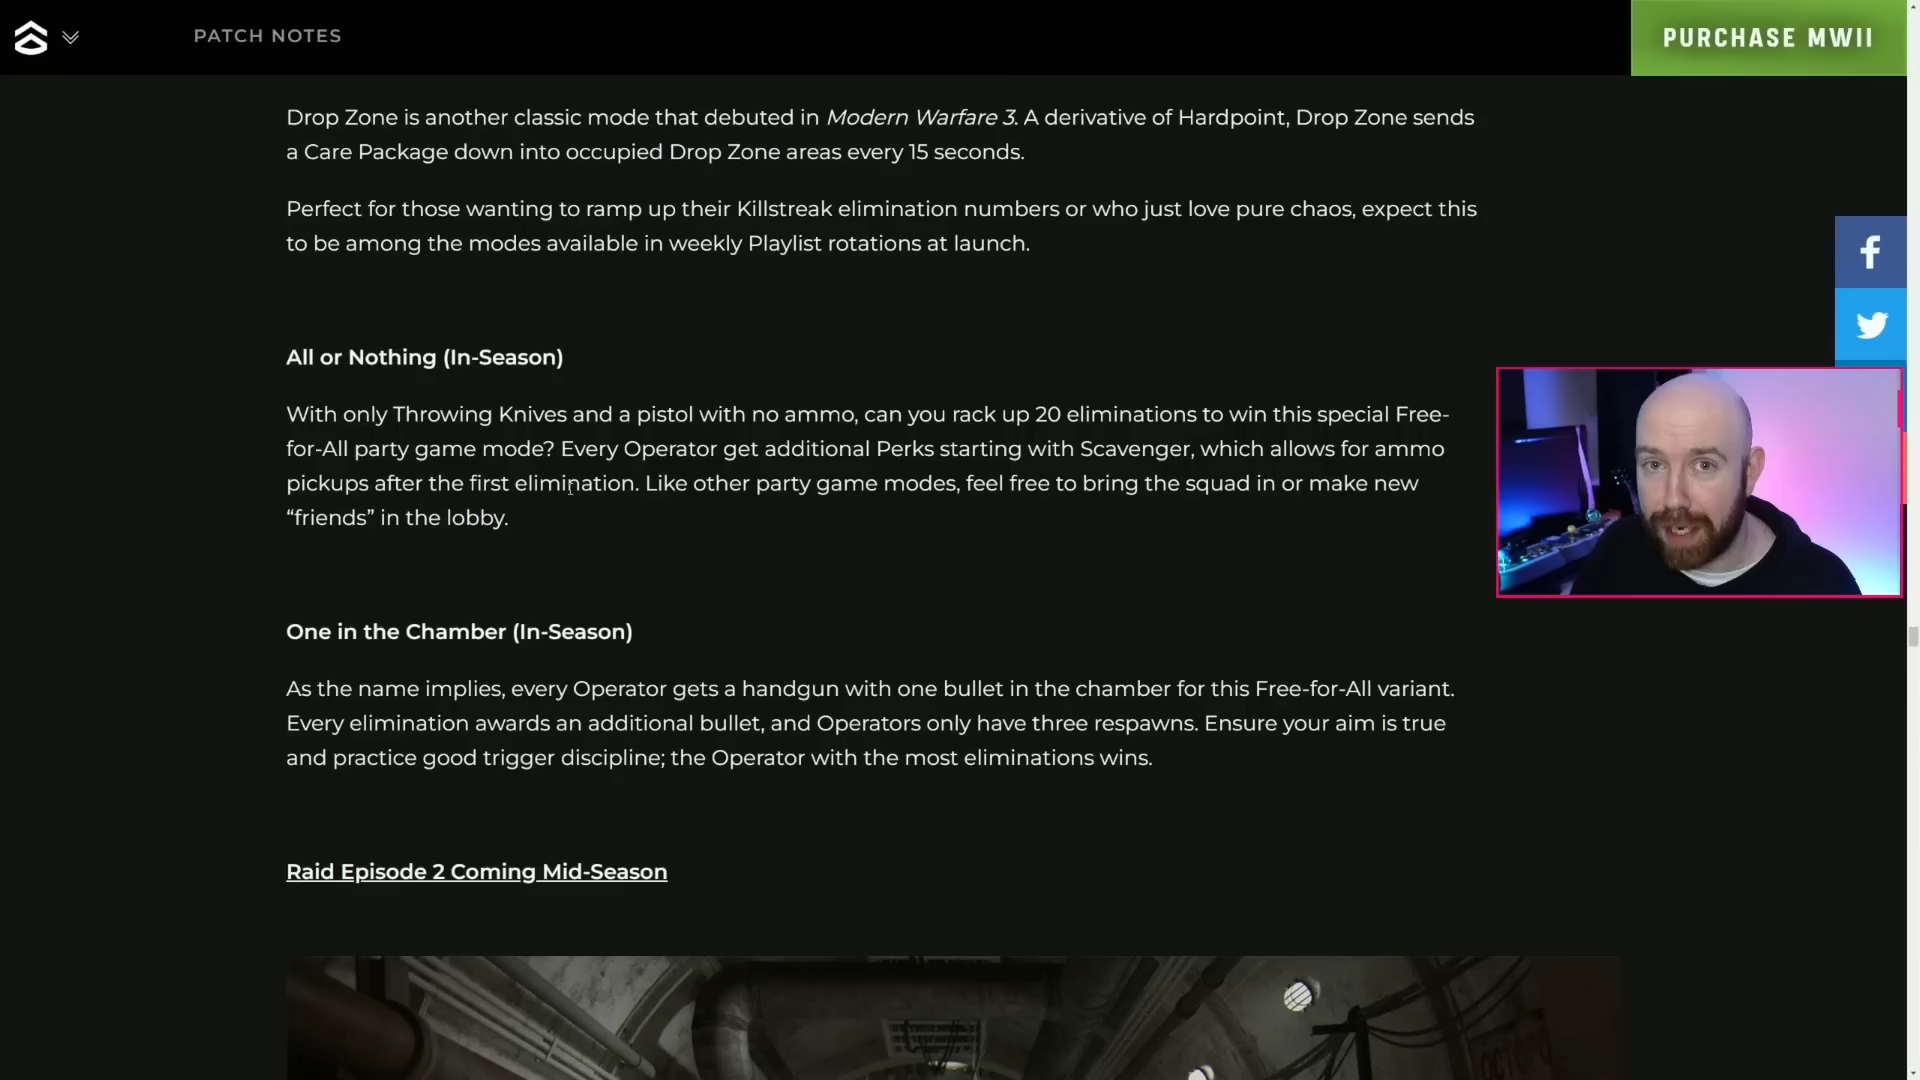 PATCH NOTES
PURCHASE MWII
Drop Zone is another classic mode that debuted in Modern Warfare 3. A derivative of Hardpoint, Drop Zone sends
a Care Package down into occupied Drop Zone areas every 15 seconds.
Perfect for those wanting to ramp up their Killstreak elimination numbers or who just love pure chaos, expect this
to be among the modes available in weekly Playlist rotations at launch.
All or Nothing (In-Season)
With only Throwing Knives and a pistol with no ammo, can you rack up 20 eliminations to win this special Free-
for-All party game mode? Every Operator get additional Perks starting with Scavenger, which allows for ammo
pickups after the first elimination. Like other party game modes, feel free to bring the squad in or make new
“friends” in the lobby.
One in the Chamber (In-Season)
As the name implies, every Operator gets a handgun with one bullet in the chamber for this Free-for-All variant.
Every elimination awards an additional bullet, and Operators only have three respawns. Ensure your aim is true
and practice good trigger discipline; the Operator with the most eliminations wins.
Raid Episode 2 Coming Mid-Season